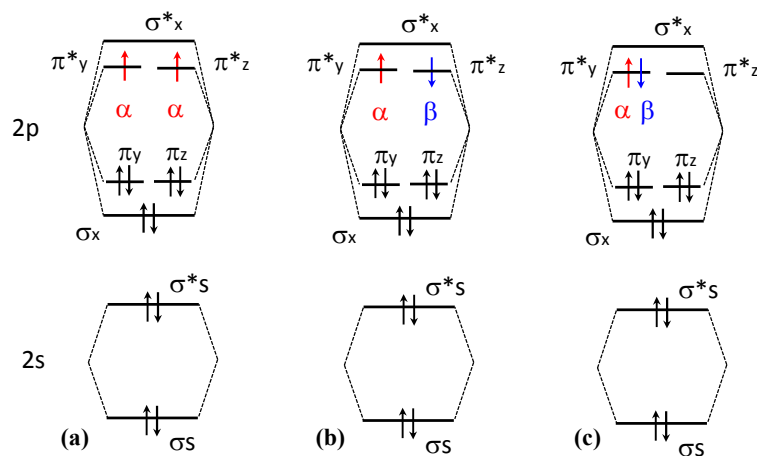 σ*x σ*x σ*x
π*y π*z π*y π*z π*y π*z
α α α β α β
2p
πy πz πy πz πy πz
σx σx σx
σ*s σ*s σ*s
2s
(a) σs (b) σs (c) σs